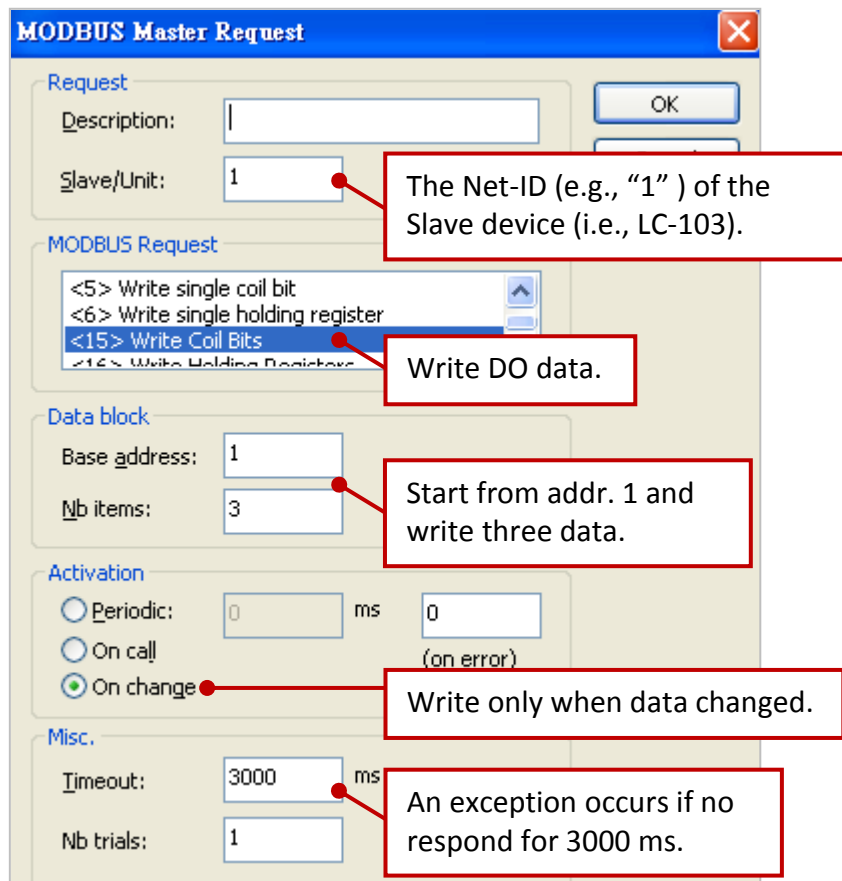 MODBUS Master Request
Request
Description:
OK
Slave/Unit:
1
The Net-ID (e.g., “1” ) of the
Slave device (i.e., LC-103).
MODBUS Request
<5> Write single coil bit
<6> Write single holding register
<15> Write Coil Bits
<16> Write Holding Registers
Write DO data.
Data block
Base address:
1
Nb items:
3
Start from addr. 1 and
write three data.
Activation
Periodic:
0
ms
0
On call
(on error)
On change
Write only when data changed.
Misc.
Timeout:
3000
ms
An exception occurs if no
respond for 3000 ms.
Nb trials:
1